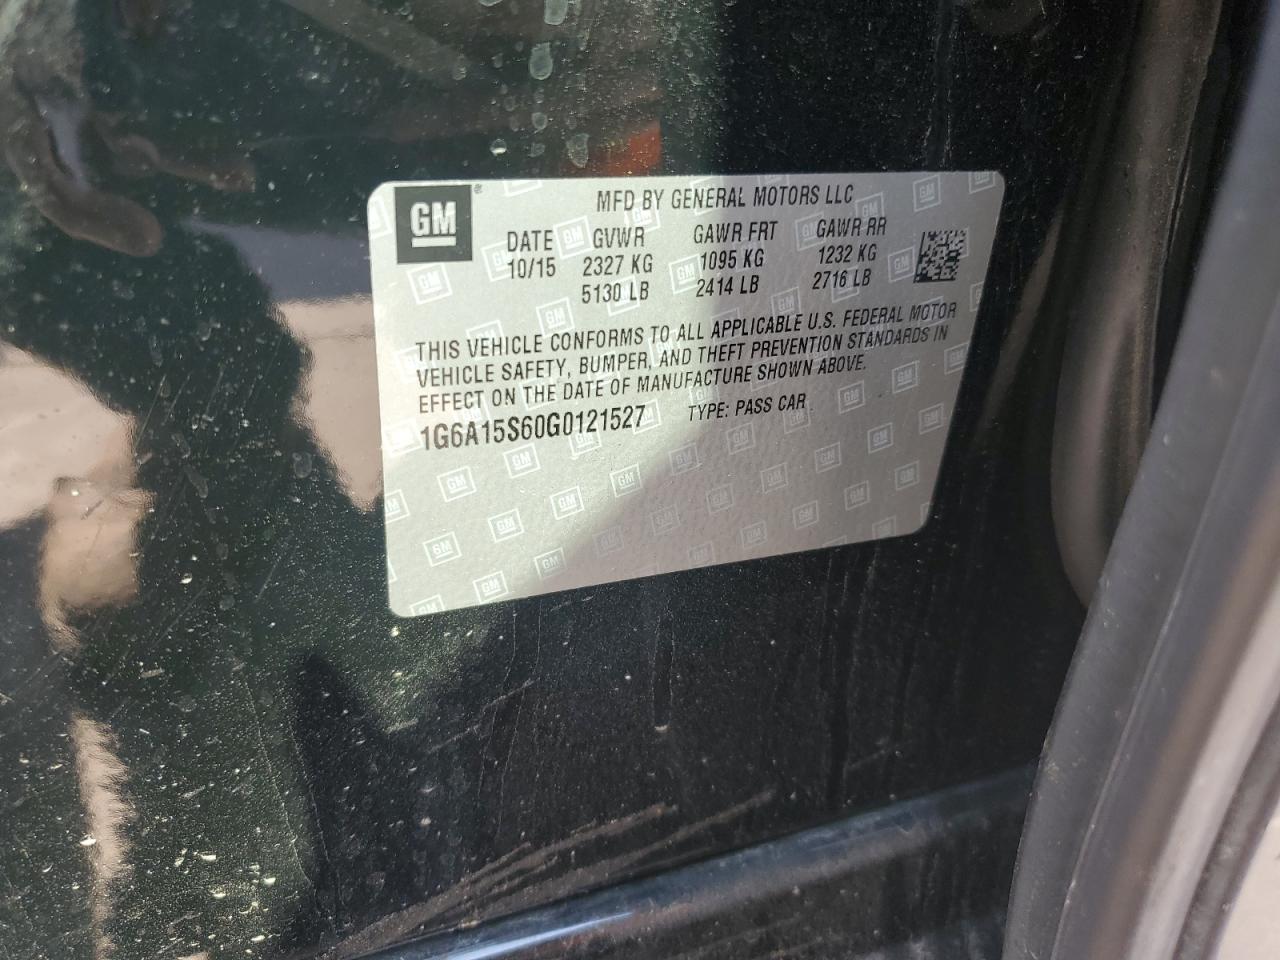 GM®
MFD BY GENERAL MOTORS LLC
DATE GVWR GAWR FRT GAWR RR
10/15 2327 KG 1095 KG 1232 KG
5130 LB 2414 LB 2716 LB
THIS VEHICLE CONFORMS TO ALL APPLICABLE U.S. FEDERAL MOTOR
VEHICLE SAFETY, BUMPER, AND THEFT PREVENTION STANDARDS IN
EFFECT ON THE DATE OF MANUFACTURE SHOWN ABOVE.
1G6A15S60G0121527 TYPE: PASS CAR